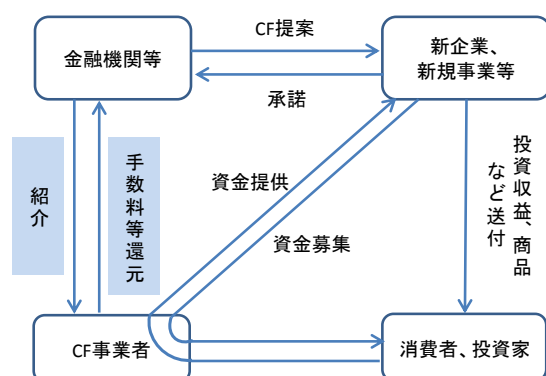 CF提案
金融機関等
新企業、
新規事業等
承諾
紹介
手数料等還元
資金提供
資金募集
投資収益、商品
など送付
CF事業者
消費者、投資家